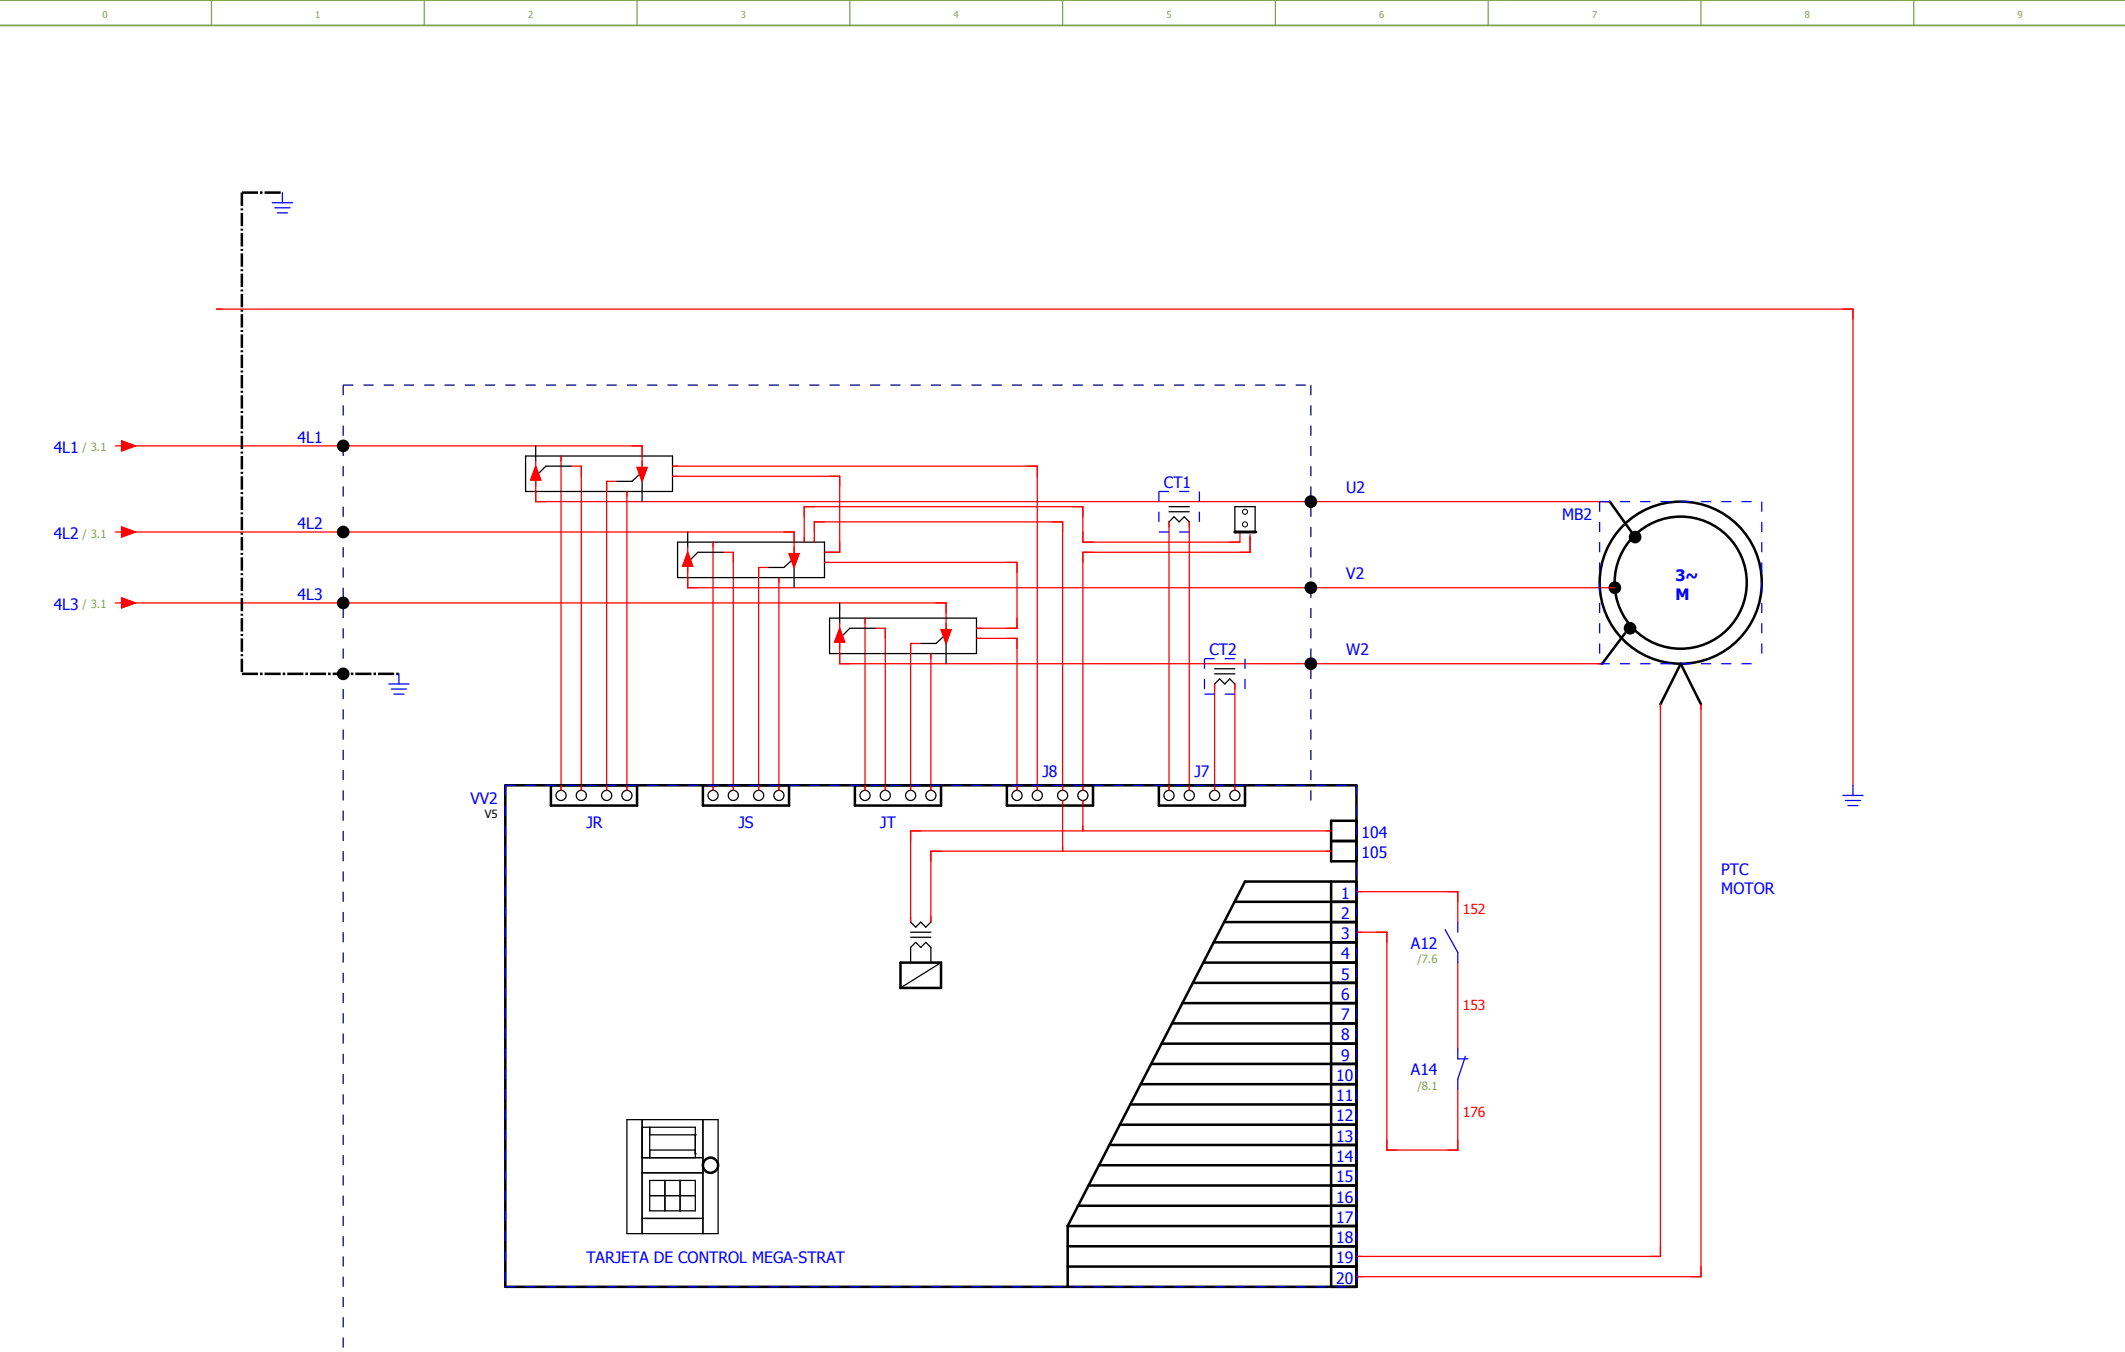 0 1 2 3 4 5 6 7 8 9
4L1 / 3.1
4L1
4L2 / 3.1
4L2
4L3 / 3.1
4L3
CT1
U2
MB2
V2
3~
M
CT2
W2
J8
J7
VV2
V5
JR
JS
JT
104
105
PTC
MOTOR
1
2
3
4
5
6
7
8
9
10
11
12
13
14
15
16
17
18
19
20
152
A12
/7.6
153
A14
/8.1
176
TARJETA DE CONTROL MEGA-STRAT